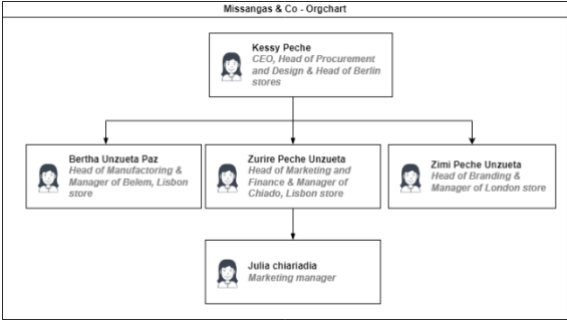 Missangas & Co - Orgchart
Kessy Peche
CEO, Head of Procurement
and Design & Head of Berlin
stores
Bertha Unzueta Paz
Head of Manufactoring &
Manager of Belem, Lisbon
store
Zurire Peche Unzueta
Head of Marketing and
Finance & Manager of
Chiado, Lisbon store
Zimi Peche Unzueta
Head of Branding &
Manager of London store
Julia chiariadia
Marketing manager